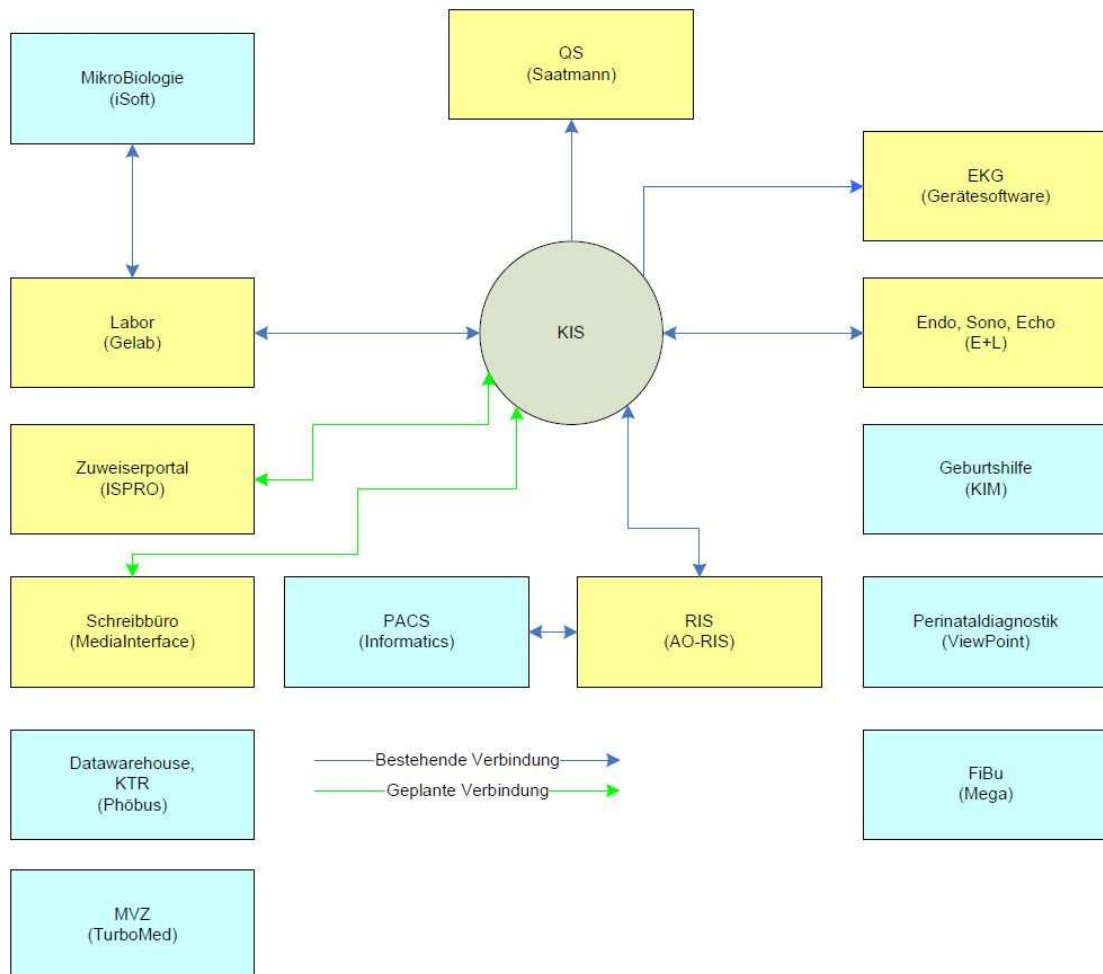 MikroBiologie
(iSoft)
QS
(Saatmann)
EKG
(Gerätesoftware)
Labor
(Gelab)
KIS
Endo, Sono, Echo
(E+L)
Zuweiserportal
(ISPRO)
Geburtshilfe
(KIM)
Schreibbüro
(MediaInterface)
PACS
(Informatics)
RIS
(AO-RIS)
Perinataldiagnostik
(ViewPoint)
Datawarehouse,
KTR
(Phöbus)
Bestehende Verbindung
Geplante Verbindung
FiBu
(Mega)
MVZ
(TurboMed)